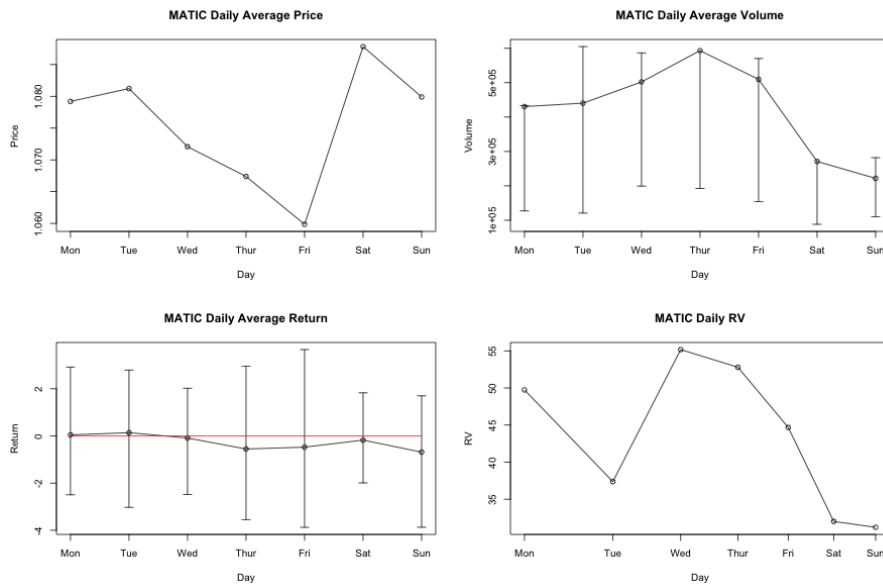 MATIC Daily Average Price
Price
1.080
1.070
1.060
Mon Tue Wed Thur Fri Sat Sun
Day
MATIC Daily Average Volume
Volume
5e+05
3e+05
1e+05
Mon Tue Wed Thur Fri Sat Sun
Day
MATIC Daily Average Return
Return
2
0
-2
-4
Mon Tue Wed Thur Fri Sat Sun
Day
MATIC Daily RV
RV
55
50
45
40
35
Mon Tue Wed Thur Fri Sat Sun
Day